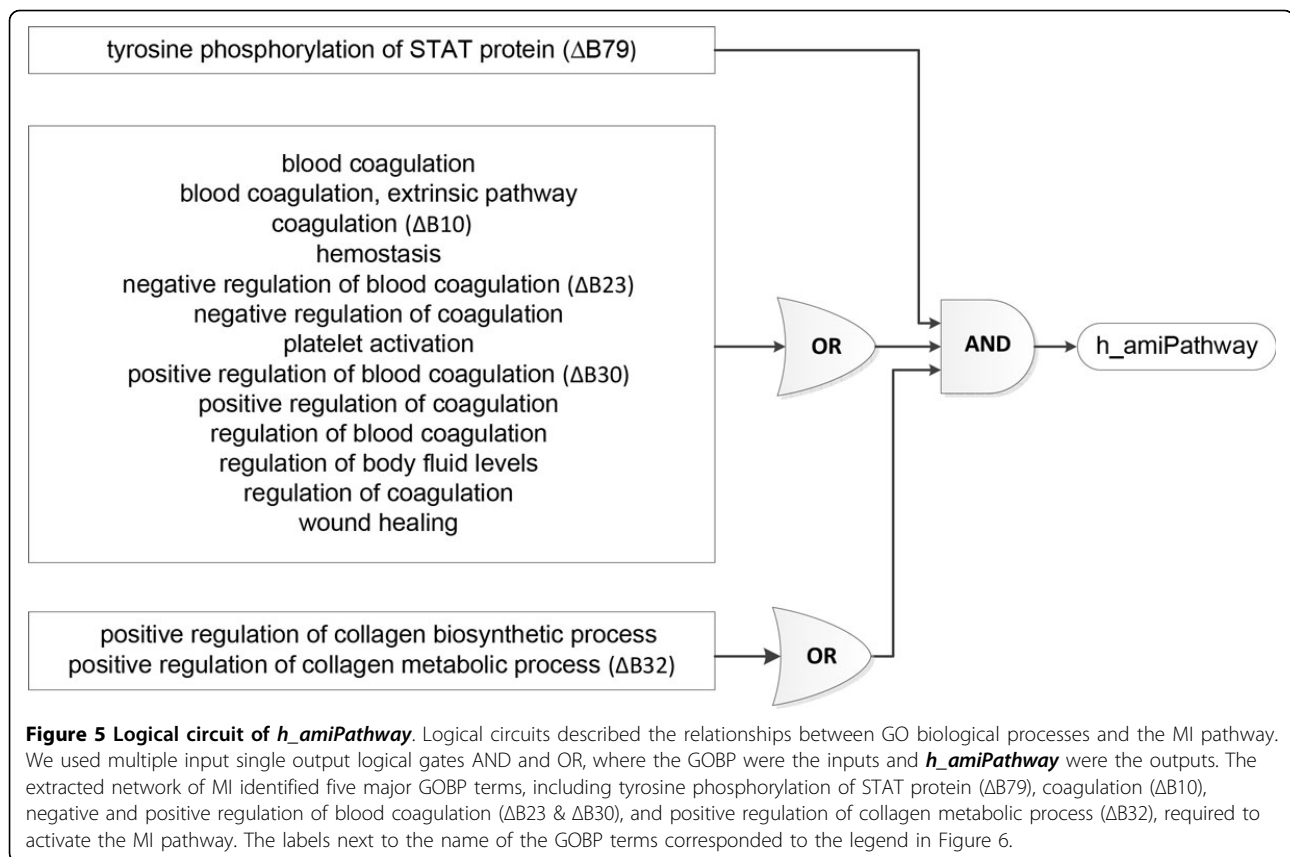 tyrosine phosphorylation of STAT protein (ΔB79)
blood coagulation
blood coagulation, extrinsic pathway
coagulation (ΔB10)
hemostasis
negative regulation of blood coagulation (ΔB23)
negative regulation of coagulation
platelet activation
positive regulation of blood coagulation (ΔB30)
positive regulation of coagulation
regulation of blood coagulation
regulation of body fluid levels
regulation of coagulation
wound healing
OR
AND
h_amiPathway
positive regulation of collagen biosynthetic process
positive regulation of collagen metabolic process (ΔB32)
OR
Figure 5 Logical circuit of h_amiPathway. Logical circuits described the relationships between GO biological processes and the MI pathway.
We used multiple input single output logical gates AND and OR, where the GOBP were the inputs and h_amiPathway were the outputs. The
extracted network of MI identified five major GOBP terms, including tyrosine phosphorylation of STAT protein (ΔB79), coagulation (ΔB10),
negative and positive regulation of blood coagulation (ΔB23 & ΔB30), and positive regulation of collagen metabolic process (ΔB32), required to
activate the MI pathway. The labels next to the name of the GOBP terms corresponded to the legend in Figure 6.